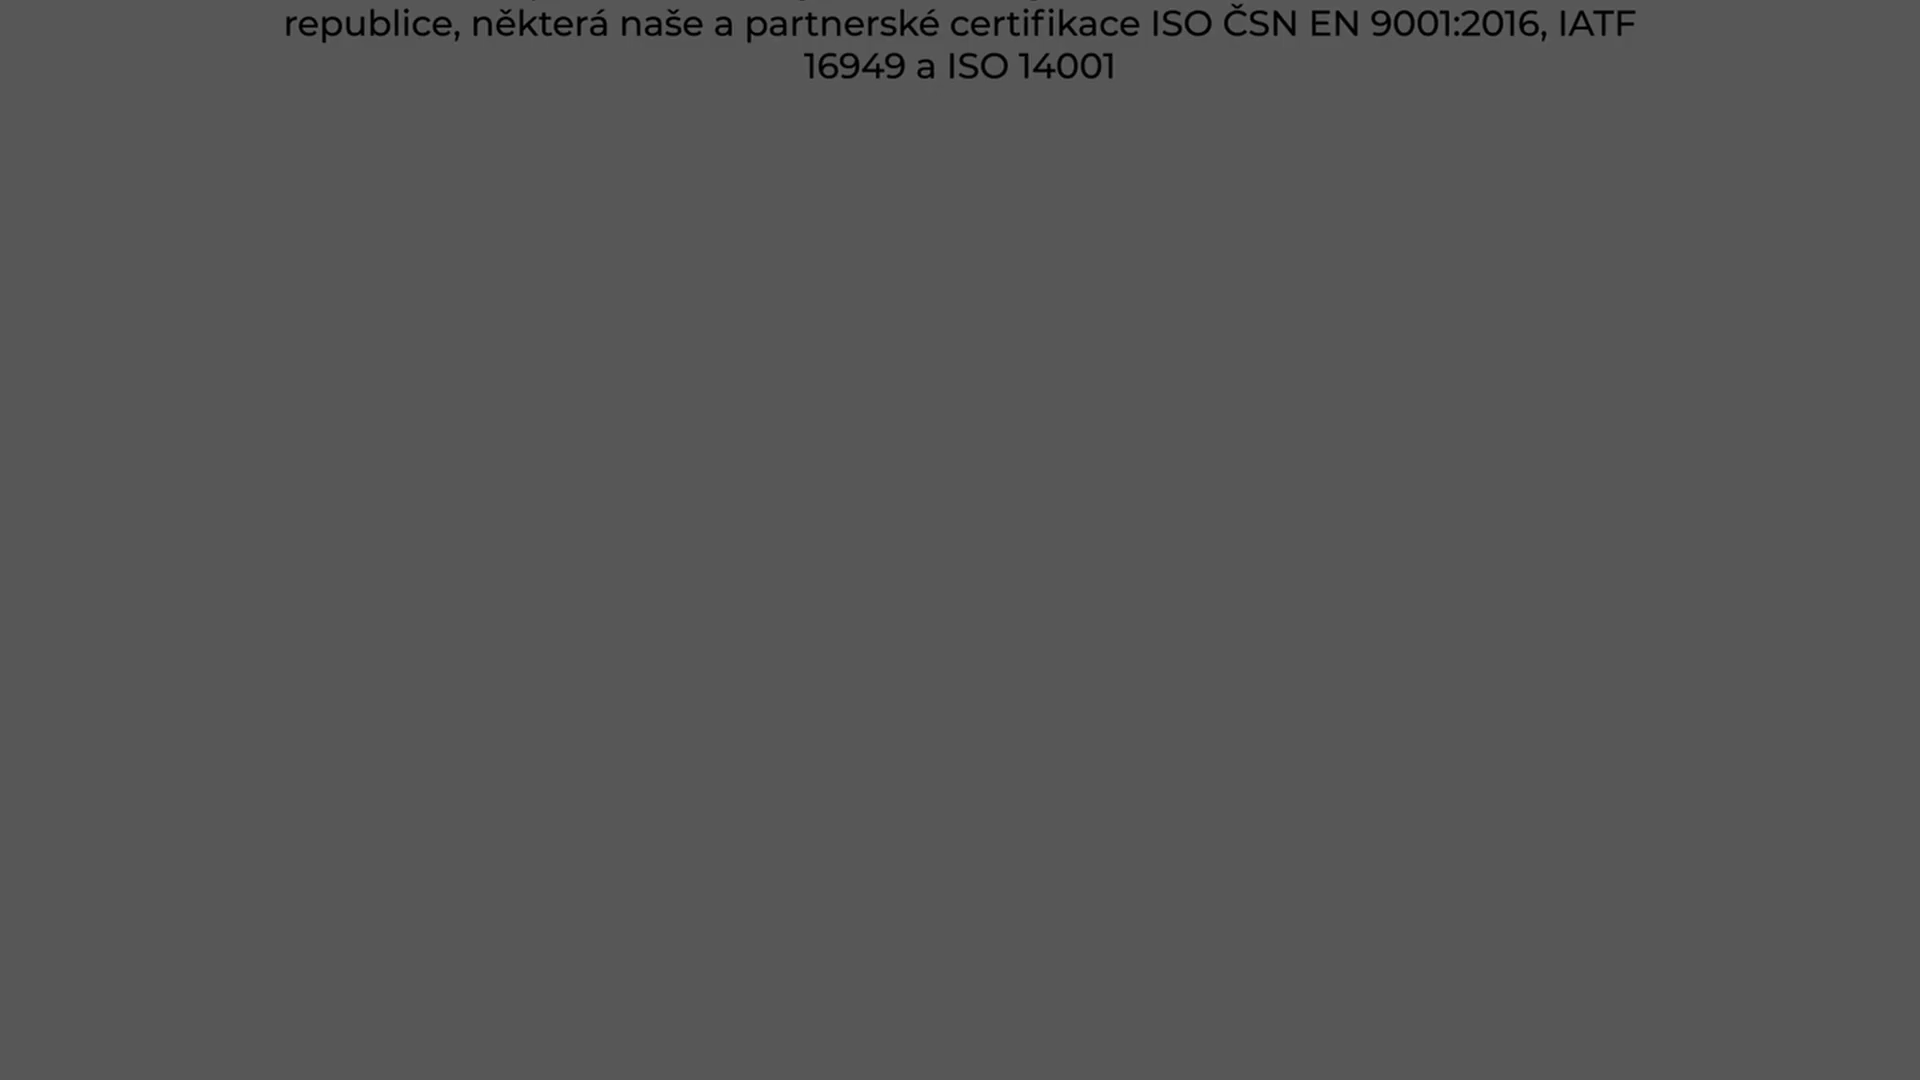 republice, některá naše a partnerské certifikace ISO ČSN EN 9001:2016, IATF
16949 a ISO 14001